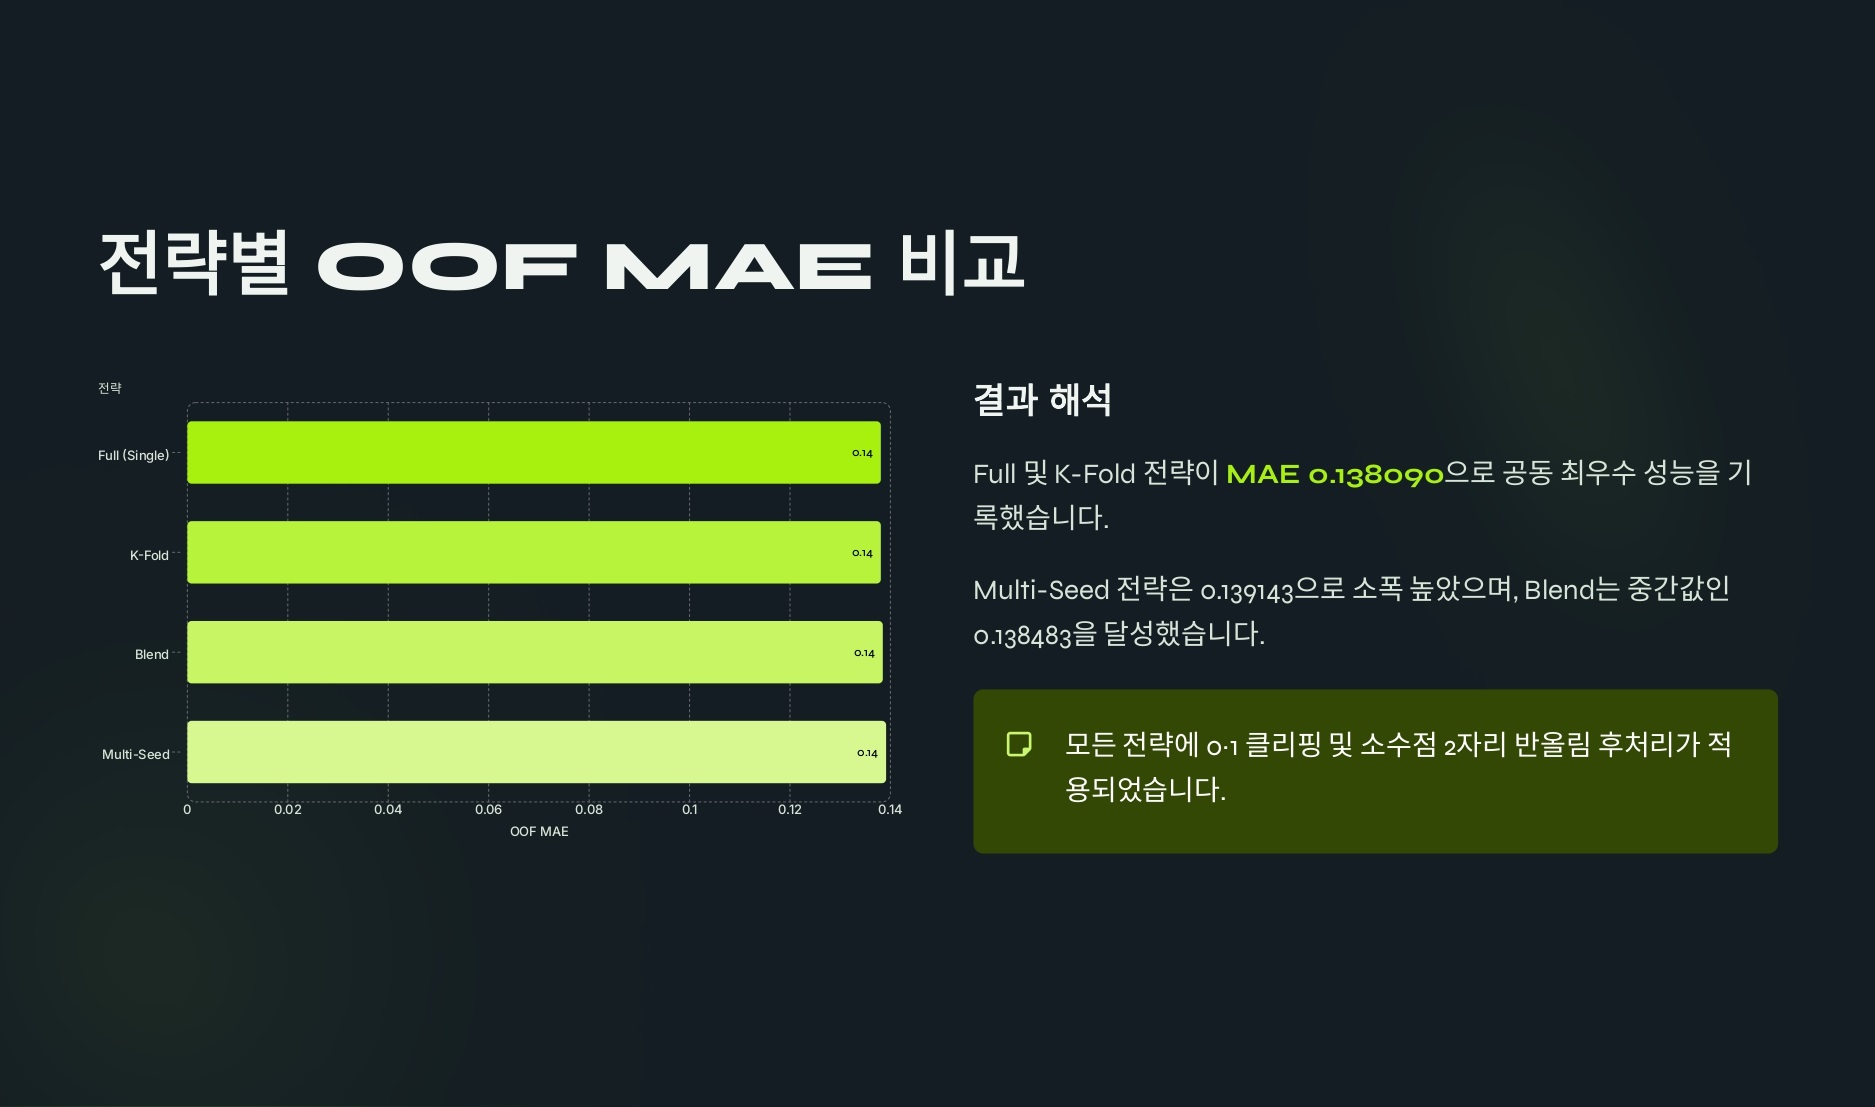 전략별 OOF MAE 비교
전략
Full (Single)
0.14
K-Fold
0.14
Blend
0.14
Multi-Seed
0.14
0 0.02 0.04 0.06 0.08 0.1 0.12 0.14
OOF MAE
결과 해석
Full 및 K-Fold 전략이 MAE 0.138090으로 공동 최우수 성능을 기
록했습니다.
Multi-Seed 전략은 0.139143으로 소폭 높았으며, Blend는 중간값인
0.138483을 달성했습니다.
모든 전략에 0·1 클리핑 및 소수점 2자리 반올림 후처리가 적
용되었습니다.